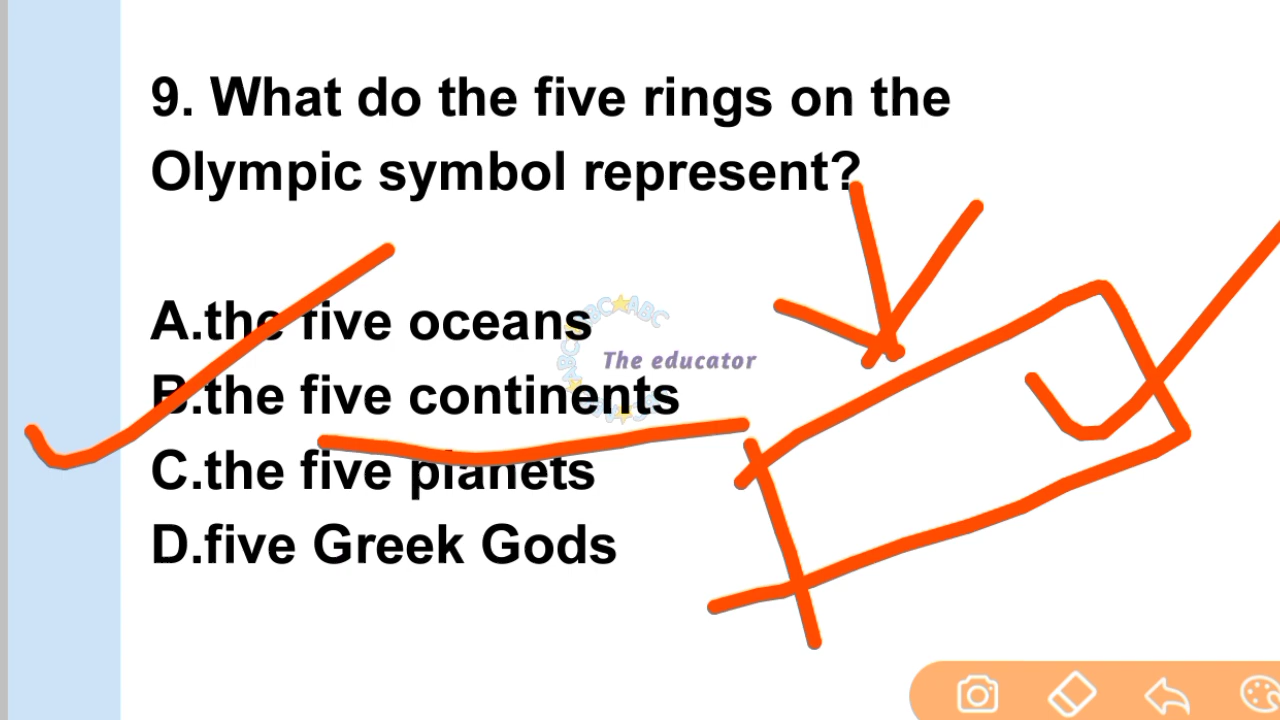 9. What do the five rings on the
Olympic symbol represent?
A.the five oceans
The educator
B.the five continents
C.the five planets
D.five Greek Gods